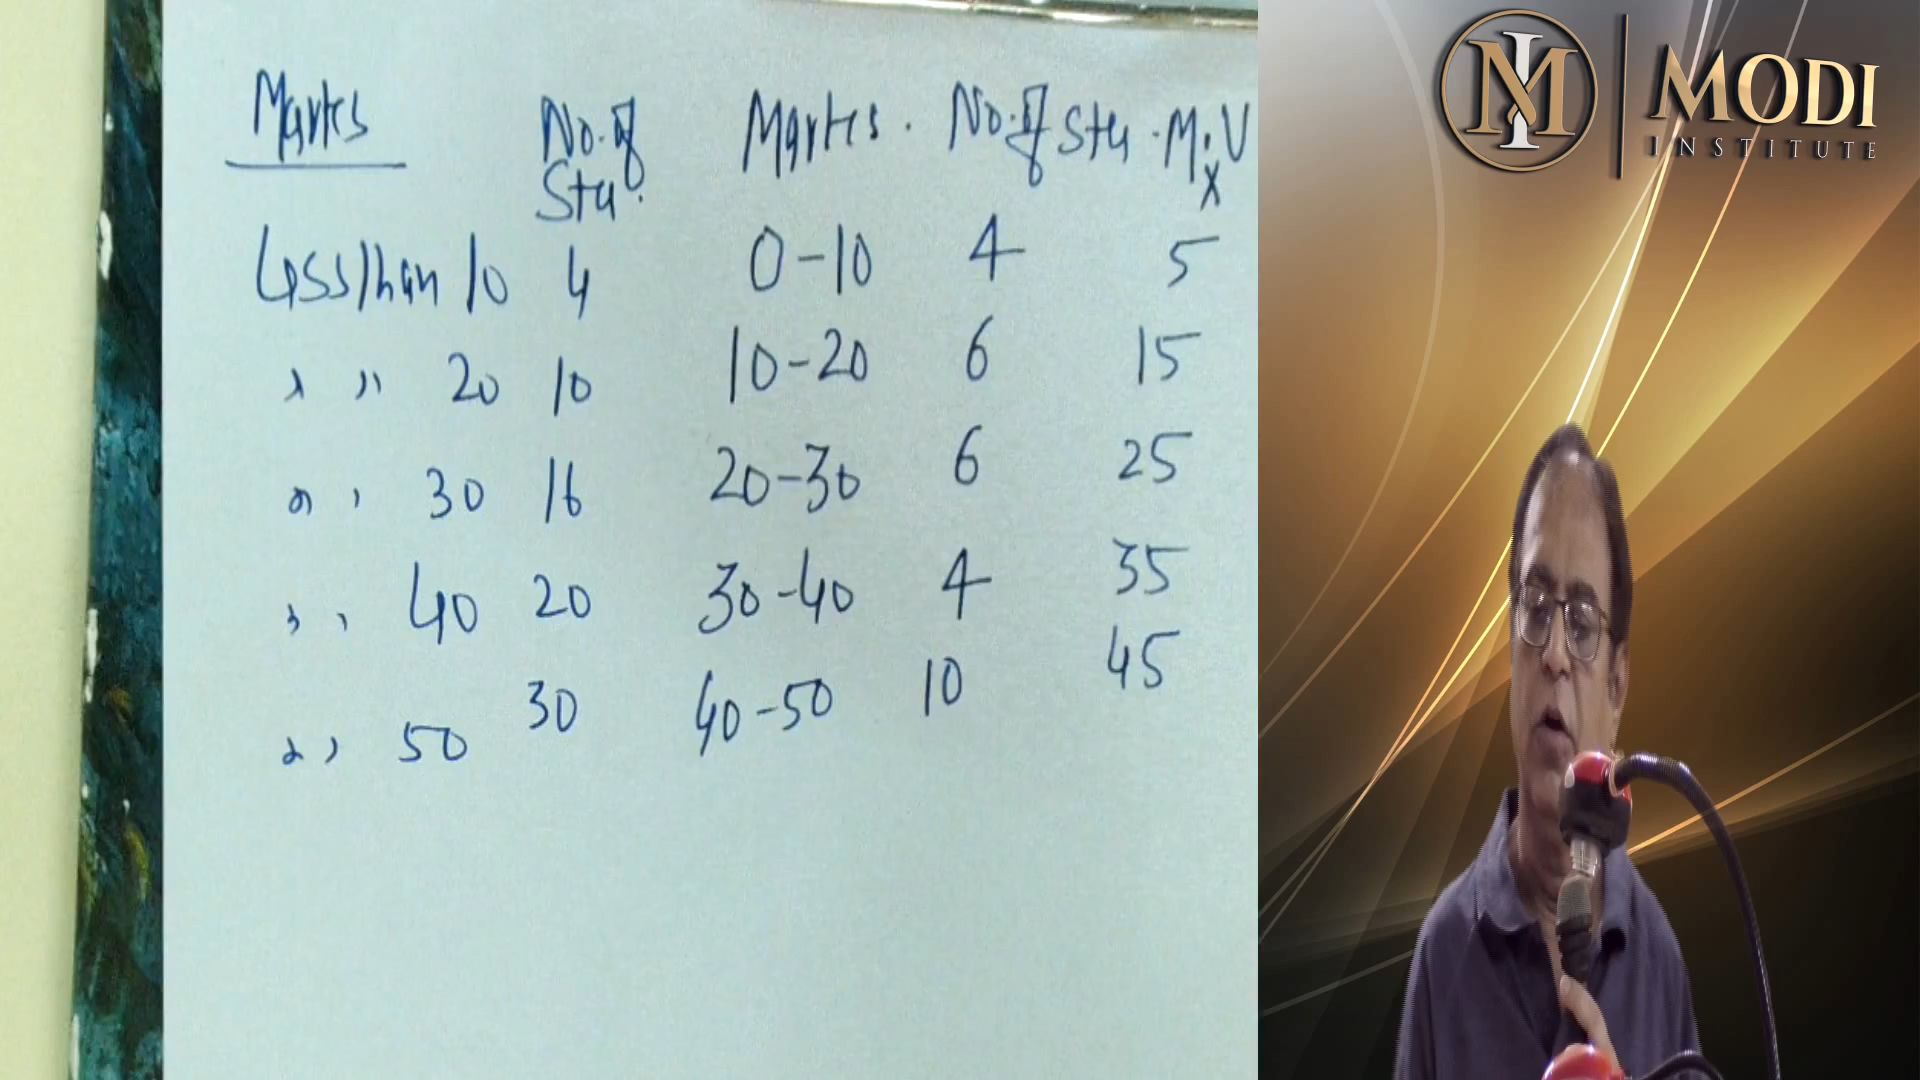 Marks No. of Stu. Marks. No. of Stu. M.V
X
Less than 10 4 0-10 4 5
" " 20 10 10-20 6 15
" " 30 16 20-30 6 25
" " 40 20 30-40 4 35
" " 50 30 40-50 10 45
MI MODI
INSTITUTE